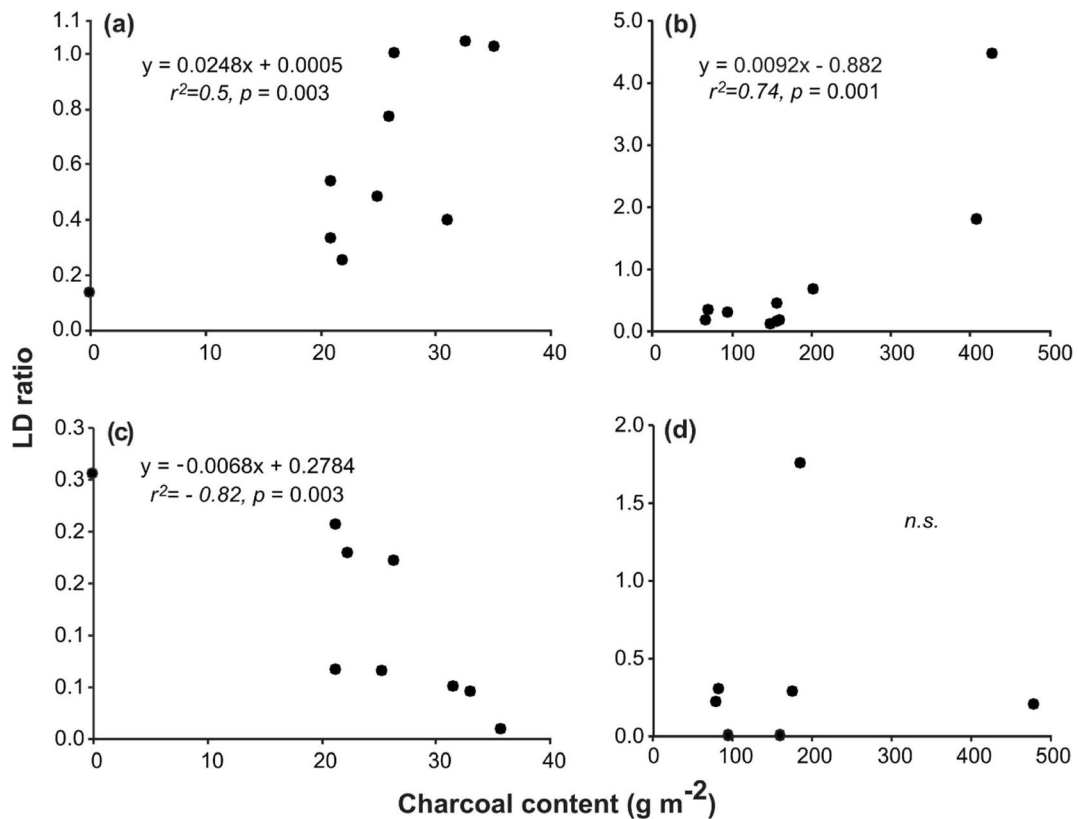 (a)
y = 0.0248x + 0.0005
r²=0.5, p = 0.003
1.1
1.0
0.8
0.6
0.4
0.2
0.0
0 10 20 30 40
(b)
y = 0.0092x - 0.882
r²=0.74, p = 0.001
5.0
4.0
3.0
2.0
1.0
0.0
0 100 200 300 400 500
LD ratio
(c)
y = -0.0068x + 0.2784
r²= - 0.82, p = 0.003
0.3
0.3
0.2
0.2
0.1
0.1
0.0
0 10 20 30 40
(d)
n.s.
2.0
1.5
1.0
0.5
0.0
0 100 200 300 400 500
Charcoal content (g m⁻²)